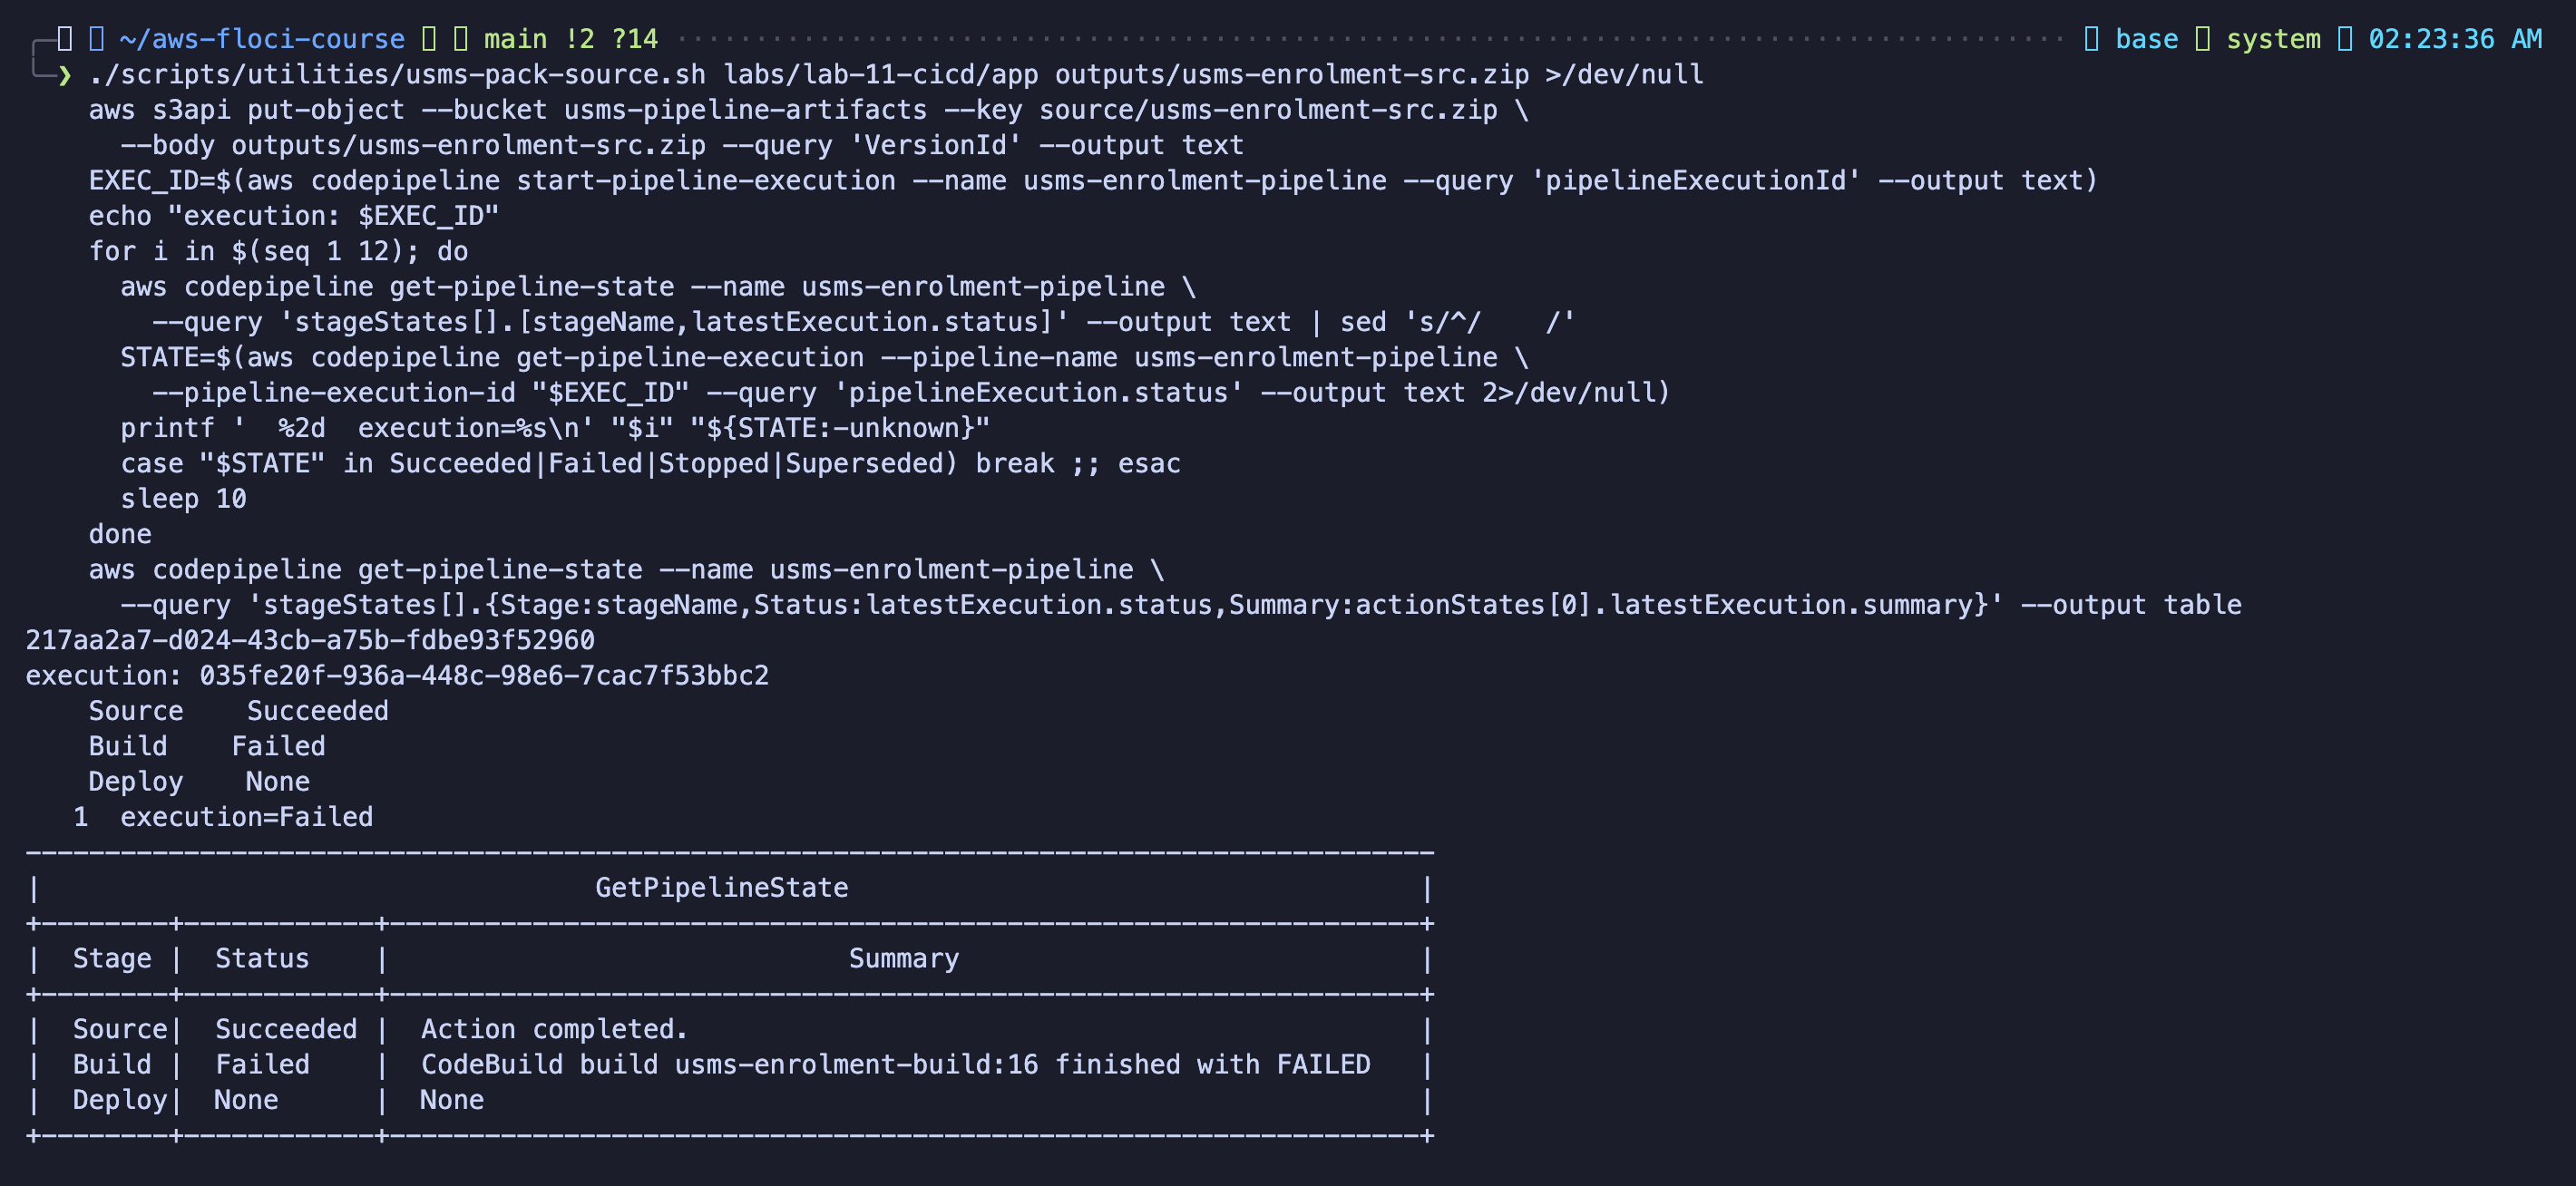 ~/aws-floci-course main !2 ?14 base system 02:23:36 AM
❯ ./scripts/utilities/usms-pack-source.sh labs/lab-11-cicd/app outputs/usms-enrolment-src.zip >/dev/null
aws s3api put-object --bucket usms-pipeline-artifacts --key source/usms-enrolment-src.zip \
--body outputs/usms-enrolment-src.zip --query 'VersionId' --output text
EXEC_ID=$(aws codepipeline start-pipeline-execution --name usms-enrolment-pipeline --query 'pipelineExecutionId' --output text)
echo "execution: $EXEC_ID"
for i in $(seq 1 12); do
aws codepipeline get-pipeline-state --name usms-enrolment-pipeline \
--query 'stageStates[].[stageName,latestExecution.status]' --output text | sed 's/^/    /'
STATE=$(aws codepipeline get-pipeline-execution --pipeline-name usms-enrolment-pipeline \
--pipeline-execution-id "$EXEC_ID" --query 'pipelineExecution.status' --output text 2>/dev/null)
printf '  %2d  execution=%s\n' "$i" "${STATE:-unknown}"
case "$STATE" in Succeeded|Failed|Stopped|Superseded) break ;; esac
sleep 10
done
aws codepipeline get-pipeline-state --name usms-enrolment-pipeline \
--query 'stageStates[].{Stage:stageName,Status:latestExecution.status,Summary:actionStates[0].latestExecution.summary}' --output table
217aa2a7-d024-43cb-a75b-fdbe93f52960
execution: 035fe20f-936a-448c-98e6-7cac7f53bbc2
Source    Succeeded
Build    Failed
Deploy    None
1  execution=Failed
GetPipelineState
| Stage | Status | Summary |
| Source| Succeeded | Action completed. |
| Build | Failed | CodeBuild build usms-enrolment-build:16 finished with FAILED |
| Deploy| None | None |